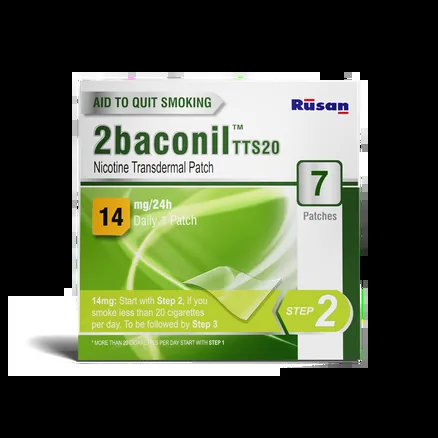 AID TO QUIT SMOKING
Rūsan
2baconil™ TTS20
Nicotine Transdermal Patch
7
Patches
14 mg/24h
Daily 1 Patch
14mg: Start with Step 2, if you
smoke less than 20 cigarettes
per day. To be followed by Step 3
STEP 2
*MORE THAN 20 CIGARETTES PER DAY START WITH STEP 1